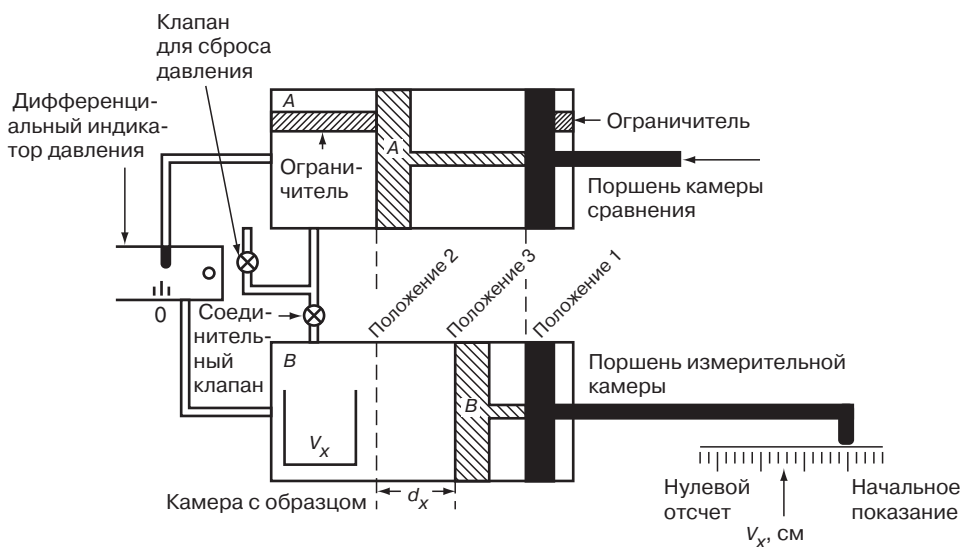 Клапан
для сброса
давления
Дифференци-
альный индика-
тор давления
A
Ограни-
читель
A
Ограничитель
Поршень камеры
сравнения
0
Соеди-
нитель-
ный
клапан
Положение 2
Положение 3
Положение 1
B
V_x
B
Поршень измерительной
камеры
Камера с образцом
d_x
Нулевой
отсчет
V_x, см
Начальное
показание